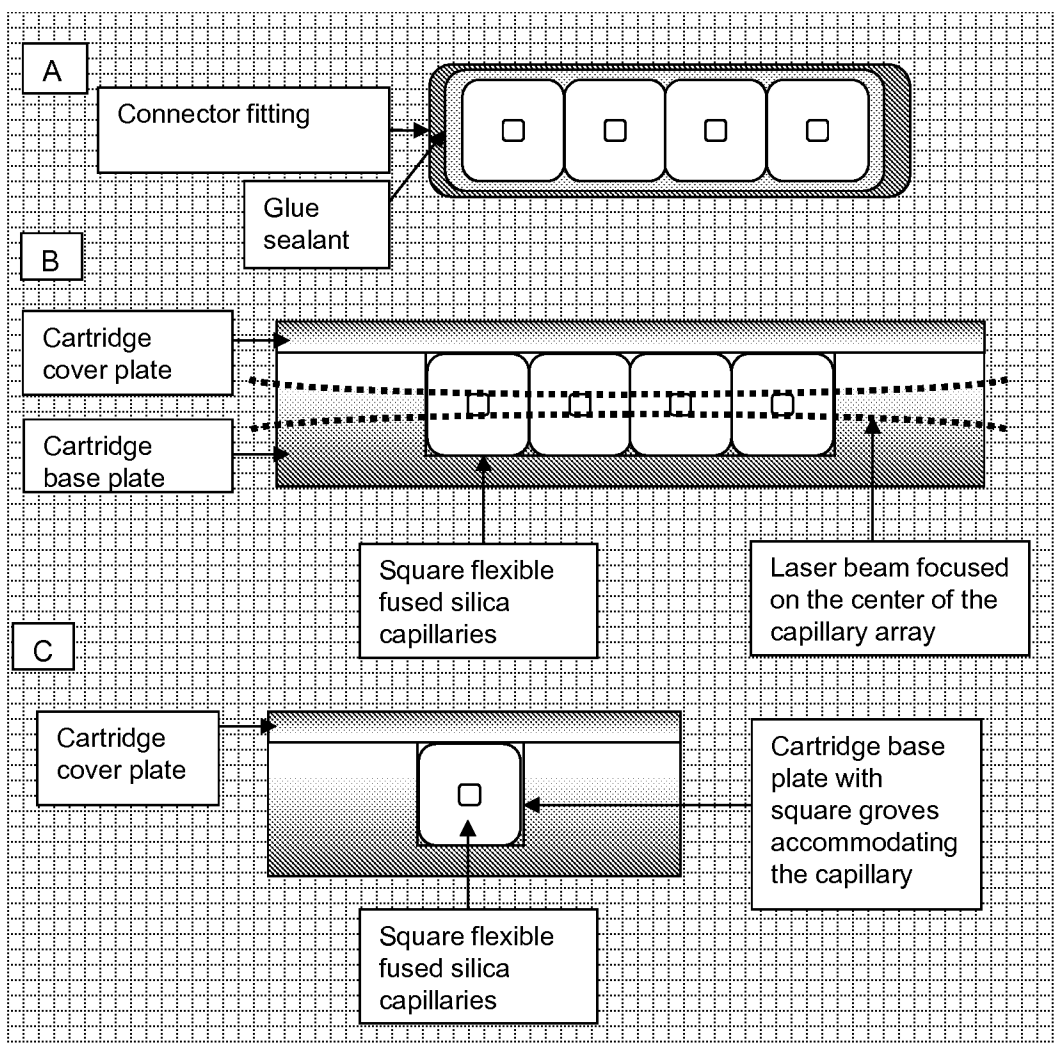 A
Connector fitting
Glue
sealant
B
Cartridge
cover plate
Cartridge
base plate
Square flexible
fused silica
capillaries
Laser beam focused
on the center of the
capillary array
C
Cartridge
cover plate
Cartridge base
plate with
square groves
accommodating
the capillary
Square flexible
fused silica
capillaries